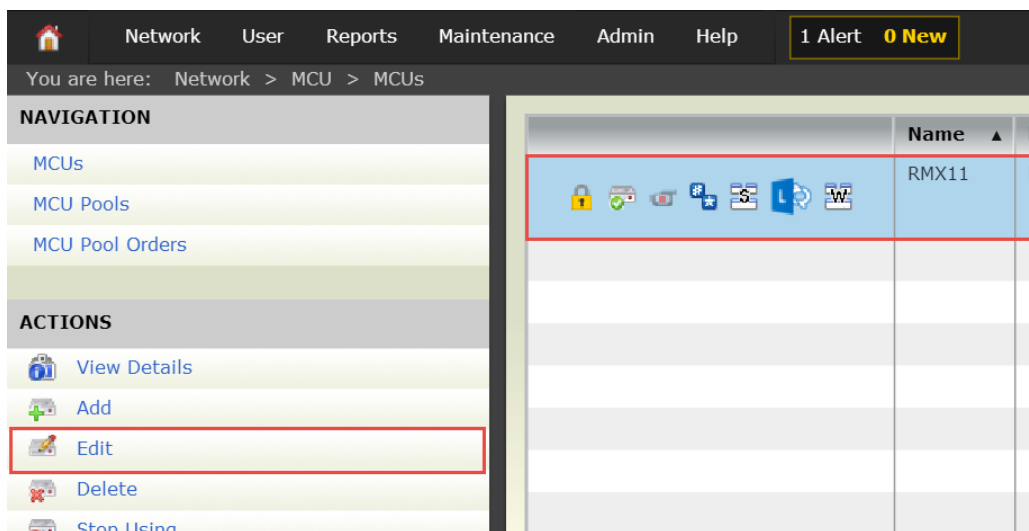 Network User Reports Maintenance Admin Help 1 Alert 0 New
You are here: Network > MCU > MCUs
NAVIGATION
MCUs
MCU Pools
MCU Pool Orders
ACTIONS
View Details
Add
Edit
Delete
Stop Using
Name ▲
RMX11
# S L W